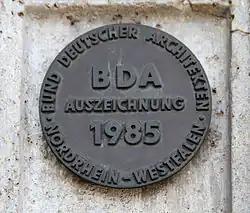 BUND DEUTSCHER ARCHITEKTEN
BDA
AUSZEICHNUNG
1985
· NORDRHEIN-WESTFALEN ·